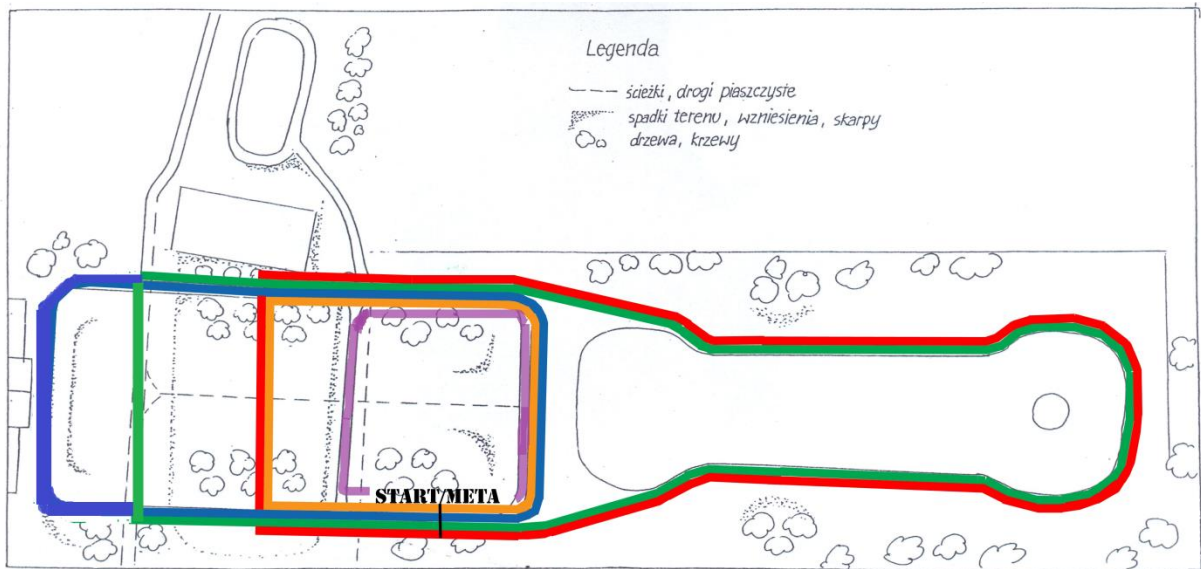 Legenda
ścieżki, drogi piaszczyste
spadki terenu, wzniesienia, skarpy
drzewa, krzewy
START/META